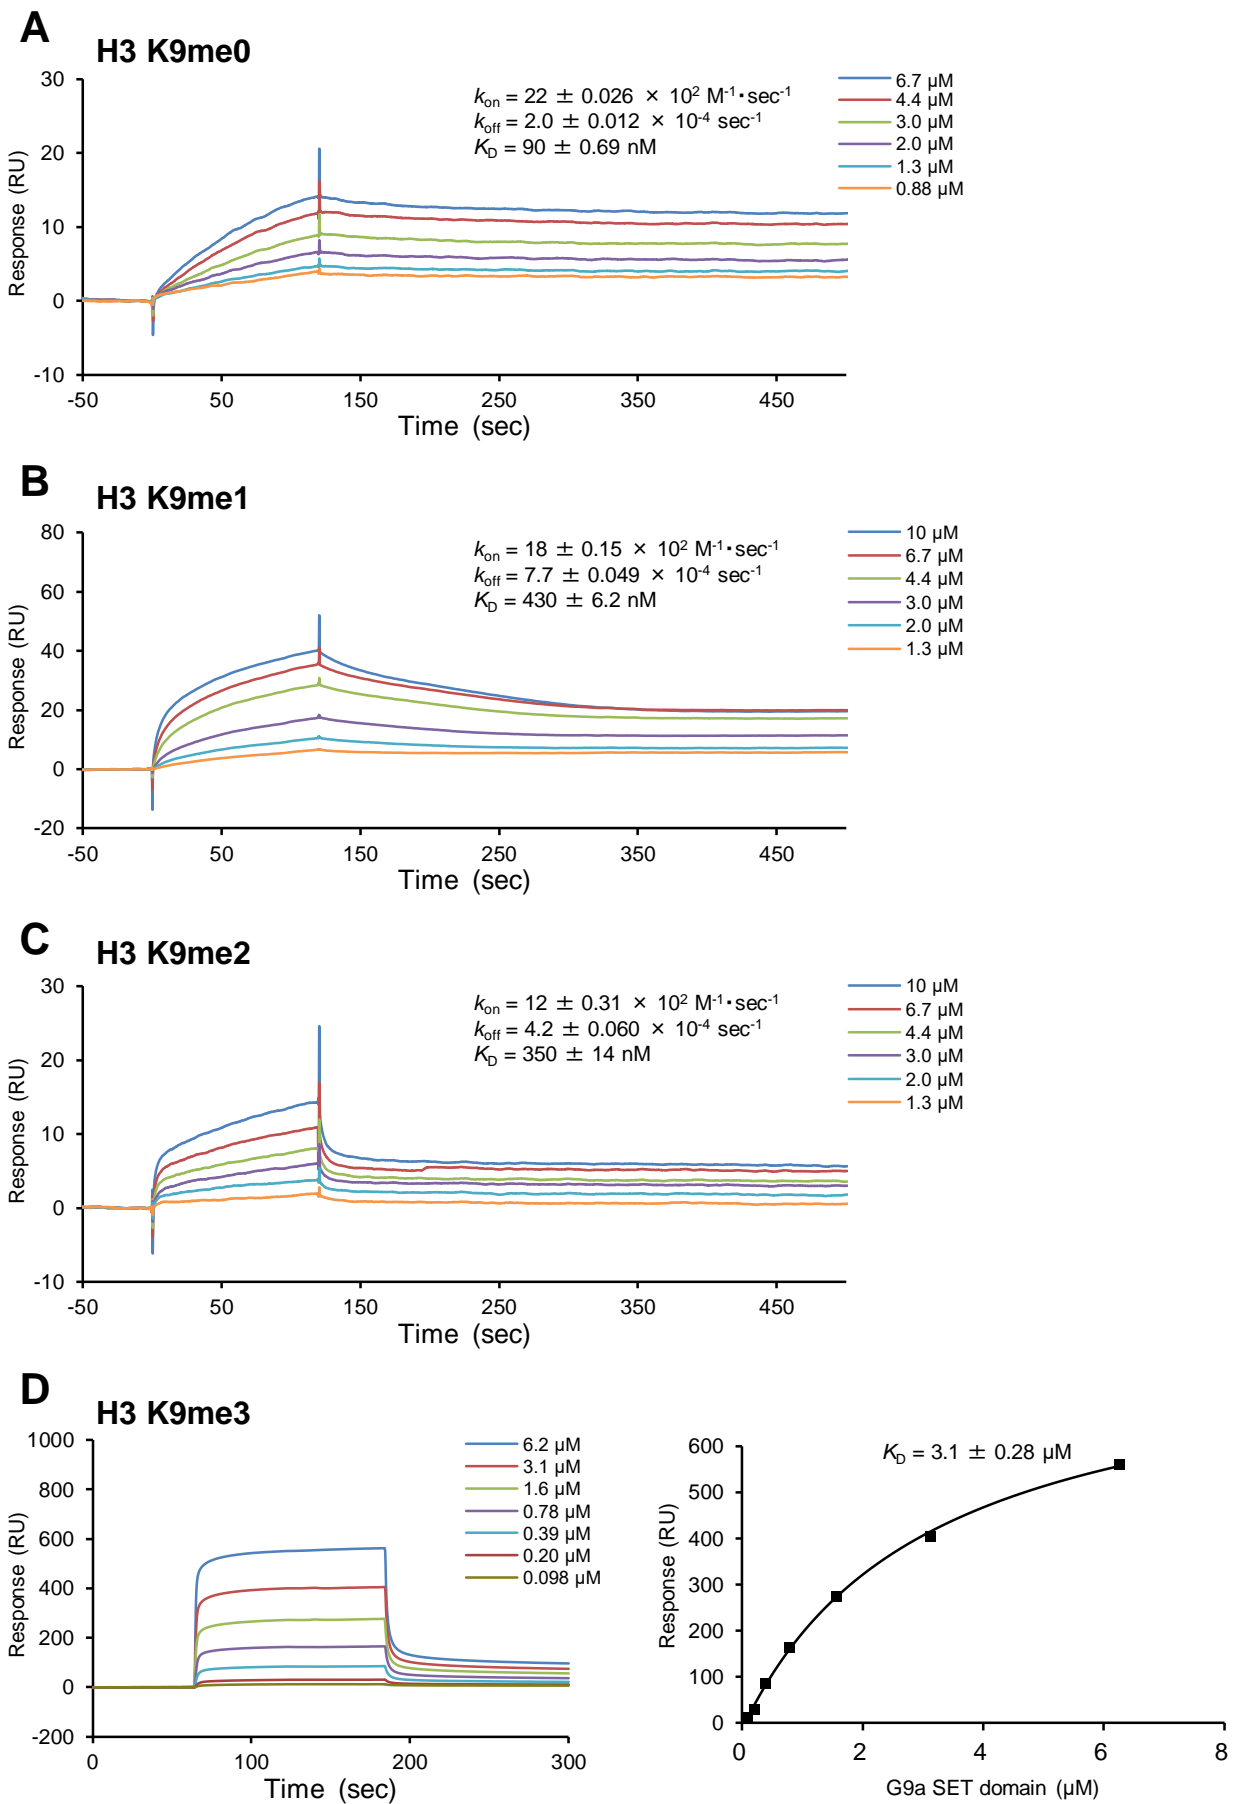 A
H3 K9me0
30
20
10
0
-10
-50
50
150
250
350
450
Response (RU)
Time (sec)
kon = 22 ± 0.026 × 10² M⁻¹・sec⁻¹
koff = 2.0 ± 0.012 × 10⁻⁴ sec⁻¹
KD = 90 ± 0.69 nM
6.7 µM
4.4 µM
3.0 µM
2.0 µM
1.3 µM
0.88 µM
B
H3 K9me1
80
60
40
20
0
-20
-50
50
150
250
350
450
Response (RU)
Time (sec)
kon = 18 ± 0.15 × 10² M⁻¹・sec⁻¹
koff = 7.7 ± 0.049 × 10⁻⁴ sec⁻¹
KD = 430 ± 6.2 nM
10 µM
6.7 µM
4.4 µM
3.0 µM
2.0 µM
1.3 µM
C
H3 K9me2
30
20
10
0
-10
-50
50
150
250
350
450
Response (RU)
Time (sec)
kon = 12 ± 0.31 × 10² M⁻¹・sec⁻¹
koff = 4.2 ± 0.060 × 10⁻⁴ sec⁻¹
KD = 350 ± 14 nM
10 µM
6.7 µM
4.4 µM
3.0 µM
2.0 µM
1.3 µM
D
H3 K9me3
1000
800
600
400
200
0
-200
0
100
200
300
Response (RU)
Time (sec)
6.2 µM
3.1 µM
1.6 µM
0.78 µM
0.39 µM
0.20 µM
0.098 µM
600
500
400
300
200
100
0
0
2
4
6
8
Response (RU)
G9a SET domain (µM)
KD = 3.1 ± 0.28 µM